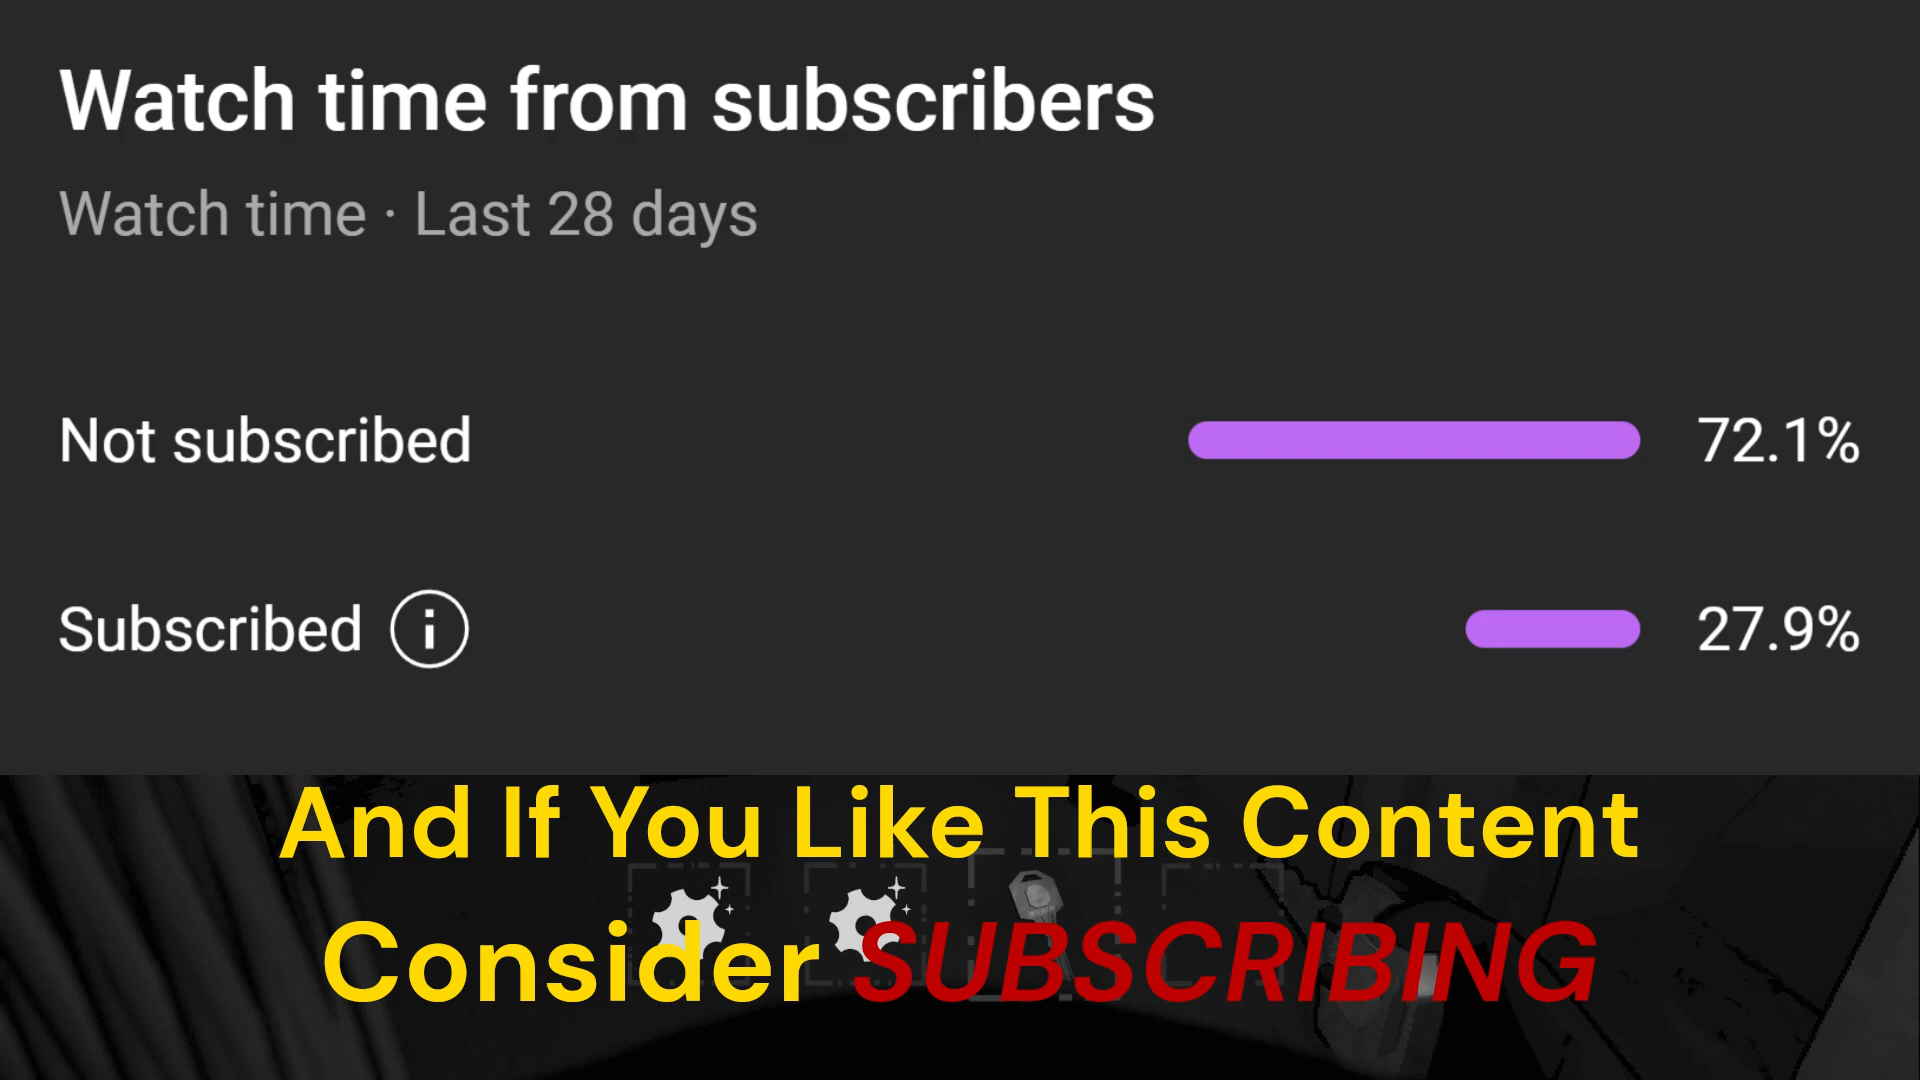 Watch time from subscribers
Watch time · Last 28 days
Not subscribed 72.1%
Subscribed 27.9%
And If You Like This Content
Consider SUBSCRIBING